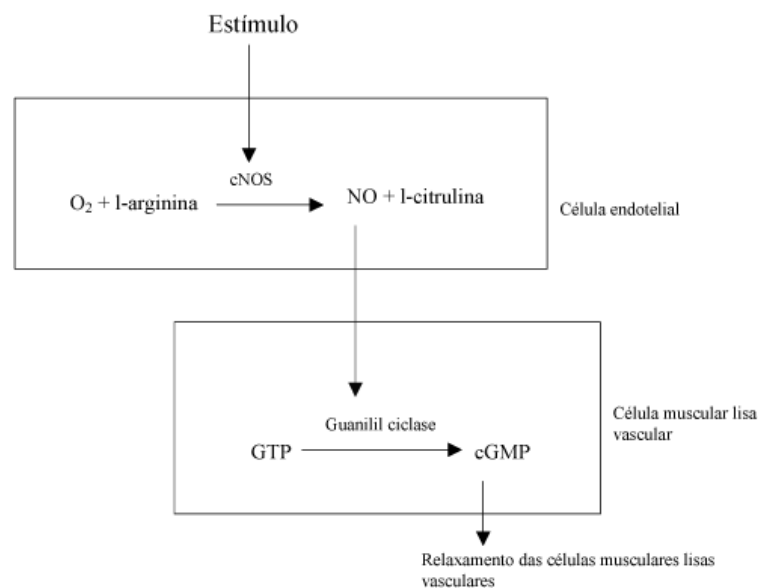 Estímulo
cNOS
O₂ + l-arginina
NO + l-citrulina
Célula endotelial
Célula muscular lisa
vascular
Guanilil ciclase
GTP
cGMP
Relaxamento das células musculares lisas
vasculares